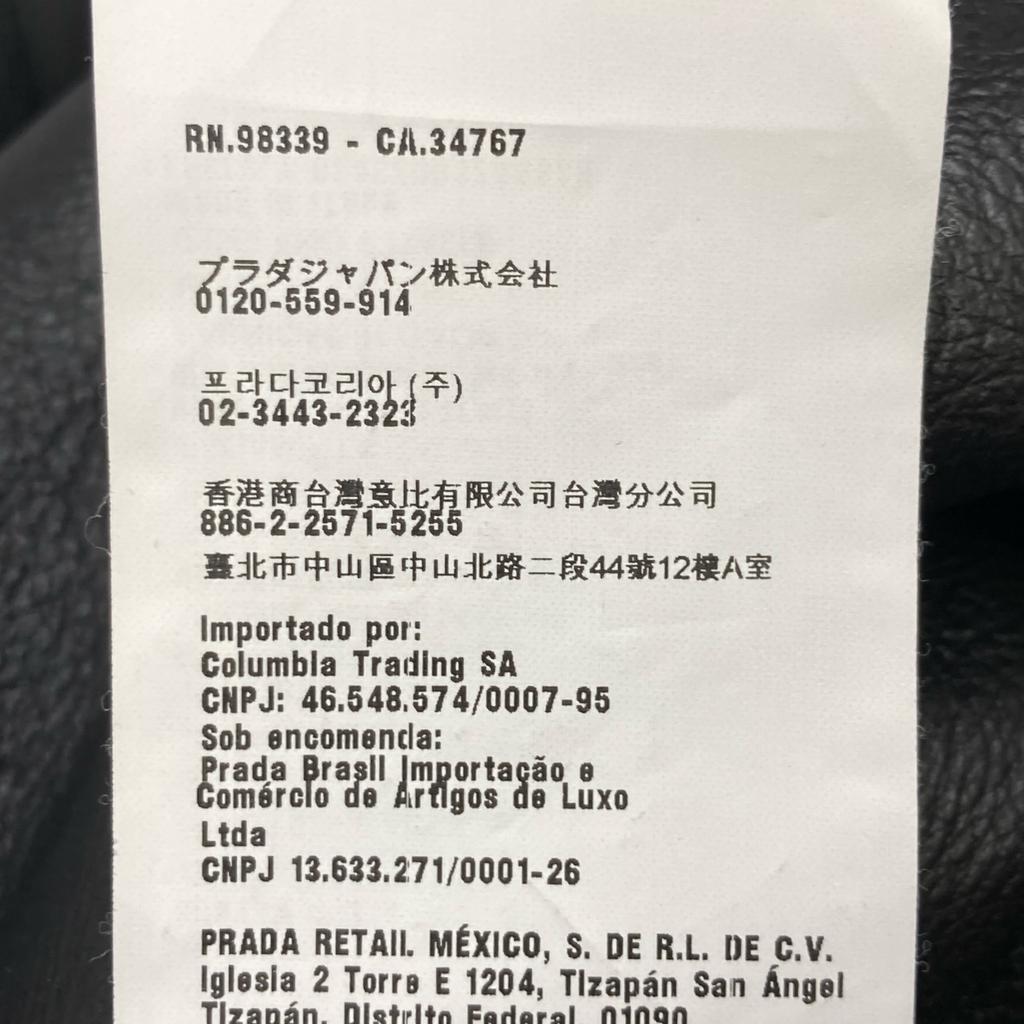 RN.98339 - CA.34767
プラダジャパン株式会社
0120-559-914
프라다코리아 (주)
02-3443-2323
香港商台灣意比有限公司台灣分公司
886-2-2571-5255
臺北市中山區中山北路二段44號12樓A室
Importado por:
Columbia Trading SA
CNPJ: 46.548.574/0007-95
Sob encomenda:
Prada Brasil Importação e
Comércio de Artigos de Luxo
Ltda
CNPJ 13.633.271/0001-26
PRADA RETAIL MÉXICO, S. DE R.L. DE C.V.
Iglesia 2 Torre E 1204, Tizapán San Ángel
Tizapán, Distrito Federal, 01090